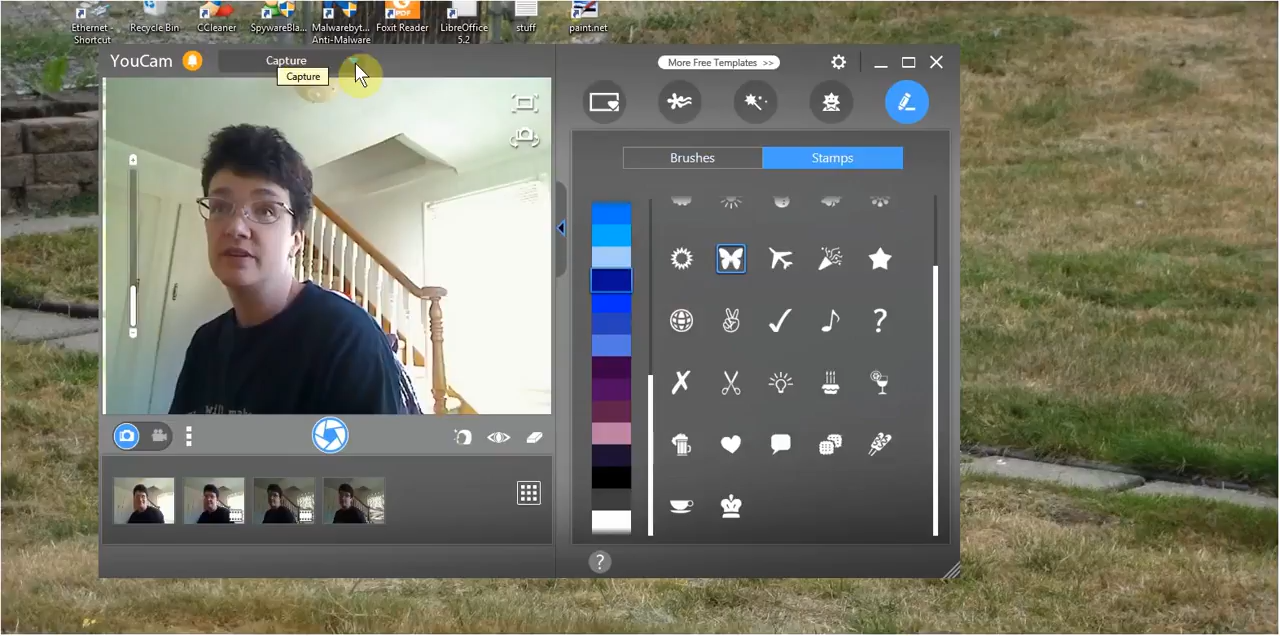 Ethernet - Shortcut
Recycle Bin
CCleaner
SpywareBla...
Malwarebyt... Anti-Malware
Foxit Reader
LibreOffice 5.2
stuff
paint.net
PDF
YouCam
Capture
Capture
More Free Templates >>
Brushes
Stamps
?
?